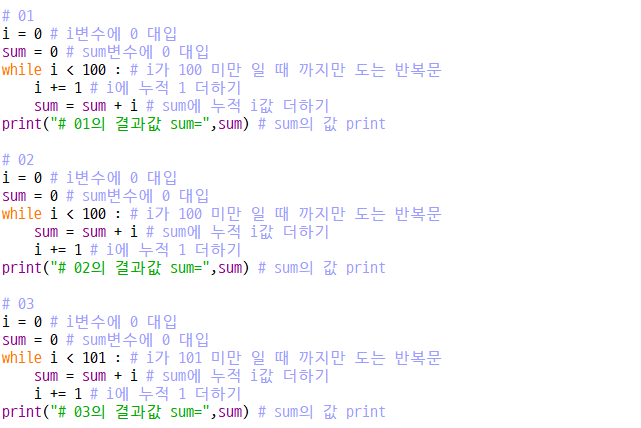 # 01
i = 0 # i변수에 0 대입
sum = 0 # sum변수에 0 대입
while i < 100 : # i가 100 미만 일 때 까지만 도는 반복문
    i += 1 # i에 누적 1 더하기
    sum = sum + i # sum에 누적 i값 더하기
print("# 01의 결과값 sum=",sum) # sum의 값 print

# 02
i = 0 # i변수에 0 대입
sum = 0 # sum변수에 0 대입
while i < 100 : # i가 100 미만 일 때 까지만 도는 반복문
    sum = sum + i # sum에 누적 i값 더하기
    i += 1 # i에 누적 1 더하기
print("# 02의 결과값 sum=",sum) # sum의 값 print

# 03
i = 0 # i변수에 0 대입
sum = 0 # sum변수에 0 대입
while i < 101 : # i가 101 미만 일 때 까지만 도는 반복문
    sum = sum + i # sum에 누적 i값 더하기
    i += 1 # i에 누적 1 더하기
print("# 03의 결과값 sum=",sum) # sum의 값 print